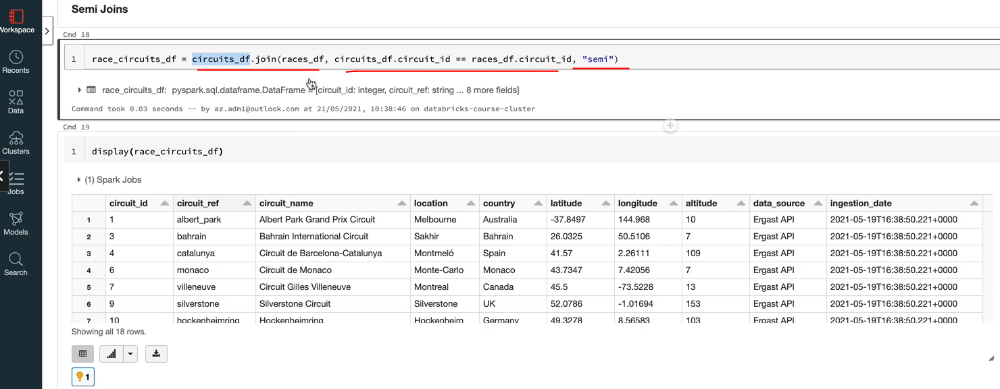 Semi Joins
Workspace
Cmd 18
1 race_circuits_df = circuits_df.join(races_df, circuits_df.circuit_id == races_df.circuit_id, "semi")
Recents
race_circuits_df: pyspark.sql.dataframe.DataFrame = [circuit_id: integer, circuit_ref: string ... 8 more fields]
Command took 0.03 seconds -- by az.adm1@outlook.com at 21/05/2021, 10:38:46 on databricks-course-cluster
Data
Cmd 19
Clusters
1 display(race_circuits_df)
(1) Spark Jobs
Jobs
circuit_id circuit_ref circuit_name location country latitude longitude altitude data_source ingestion_date
1 1 albert_park Albert Park Grand Prix Circuit Melbourne Australia -37.8497 144.968 10 Ergast API 2021-05-19T16:38:50.221+0000
Models
2 3 bahrain Bahrain International Circuit Sakhir Bahrain 26.0325 50.5106 7 Ergast API 2021-05-19T16:38:50.221+0000
3 4 catalunya Circuit de Barcelona-Catalunya Montmeló Spain 41.57 2.26111 109 Ergast API 2021-05-19T16:38:50.221+0000
Search
4 6 monaco Circuit de Monaco Monte-Carlo Monaco 43.7347 7.42056 7 Ergast API 2021-05-19T16:38:50.221+0000
5 7 villeneuve Circuit Gilles Villeneuve Montreal Canada 45.5 -73.5228 13 Ergast API 2021-05-19T16:38:50.221+0000
6 9 silverstone Silverstone Circuit Silverstone UK 52.0786 -1.01694 153 Ergast API 2021-05-19T16:38:50.221+0000
7 10 hockenheimring Hockenheimring Hockenheim Germany 49.3278 8.56583 103 Ergast API 2021-05-19T16:38:50.221+0000
Showing all 18 rows.
1